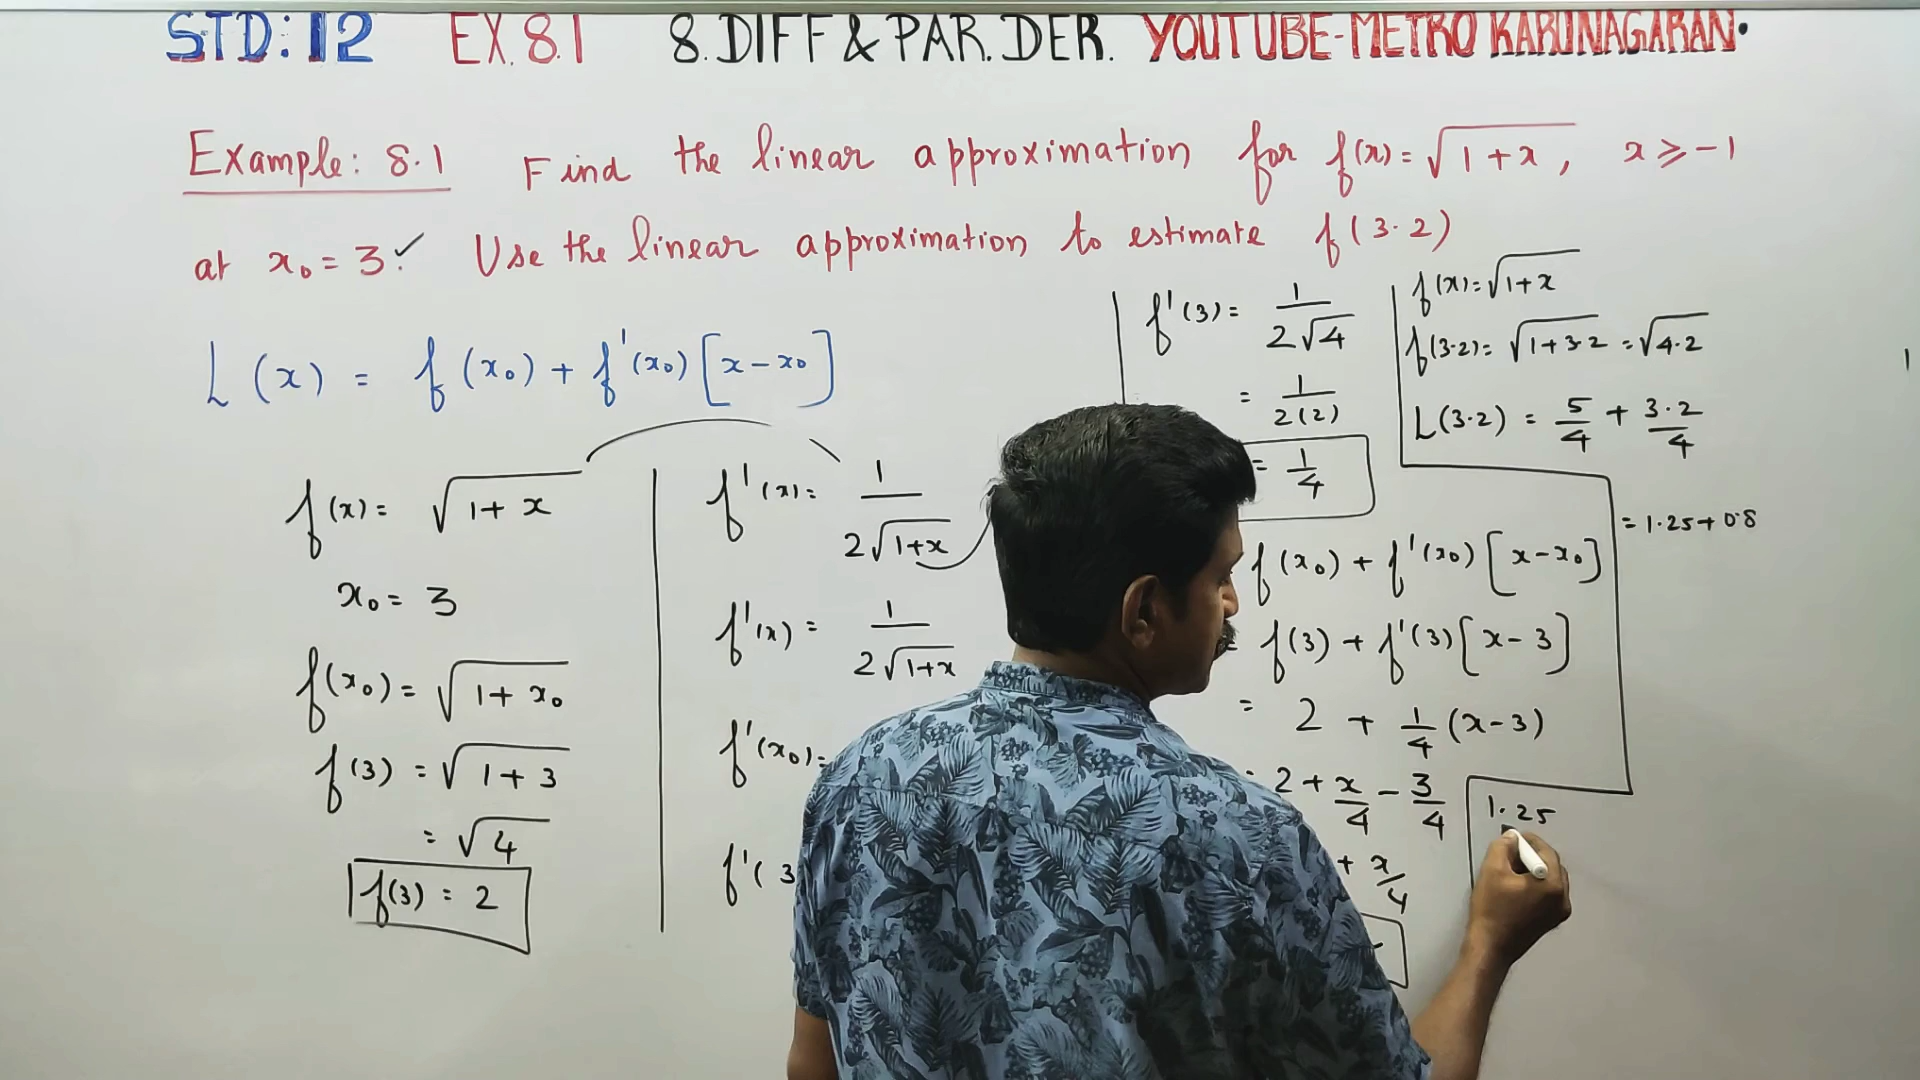 STD: 12 EX. 8.1 8. DIFF & PAR. DER. YOUTUBE-METRO KARUNAGARAN.
Example: 8.1 Find the linear approximation for f(x) = √(1+x), x ≥ -1
at x₀ = 3. ✓ Use the linear approximation to estimate f(3.2)
L(x) = f(x₀) + f'(x₀) [x - x₀]
f(x) = √(1+x)
x₀ = 3
f(x₀) = √(1+x₀)
f(3) = √(1+3)
= √4
f(3) = 2
f'(x) = 1/(2√(1+x))
f'(x) = 1/(2√(1+x))
f'(x₀) =
f'(3
f'(3) = 1/(2√4)
= 1/(2(2))
= 1/4
f(x₀) + f'(x₀) [x - x₀]
= f(3) + f'(3) [x - 3]
= 2 + 1/4 (x - 3)
= 2 + x/4 - 3/4
+ x/4
f(x) = √(1+x)
f(3.2) = √(1+3.2) = √4.2
L(3.2) = 5/4 + 3.2/4
= 1.25 + 0.8
1.25